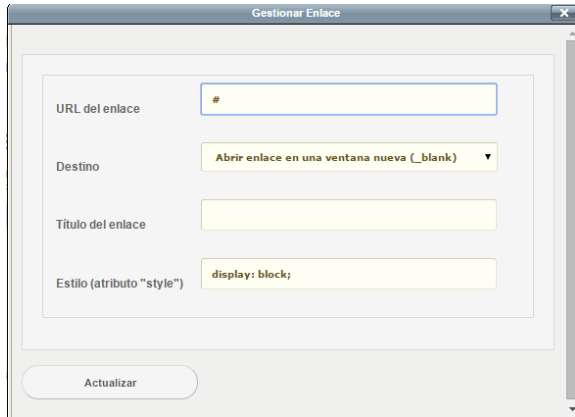 Gestionar Enlace
URL del enlace
#
Destino
Abrir enlace en una ventana nueva (_blank)
Título del enlace
Estilo (atributo "style")
display: block;
Actualizar